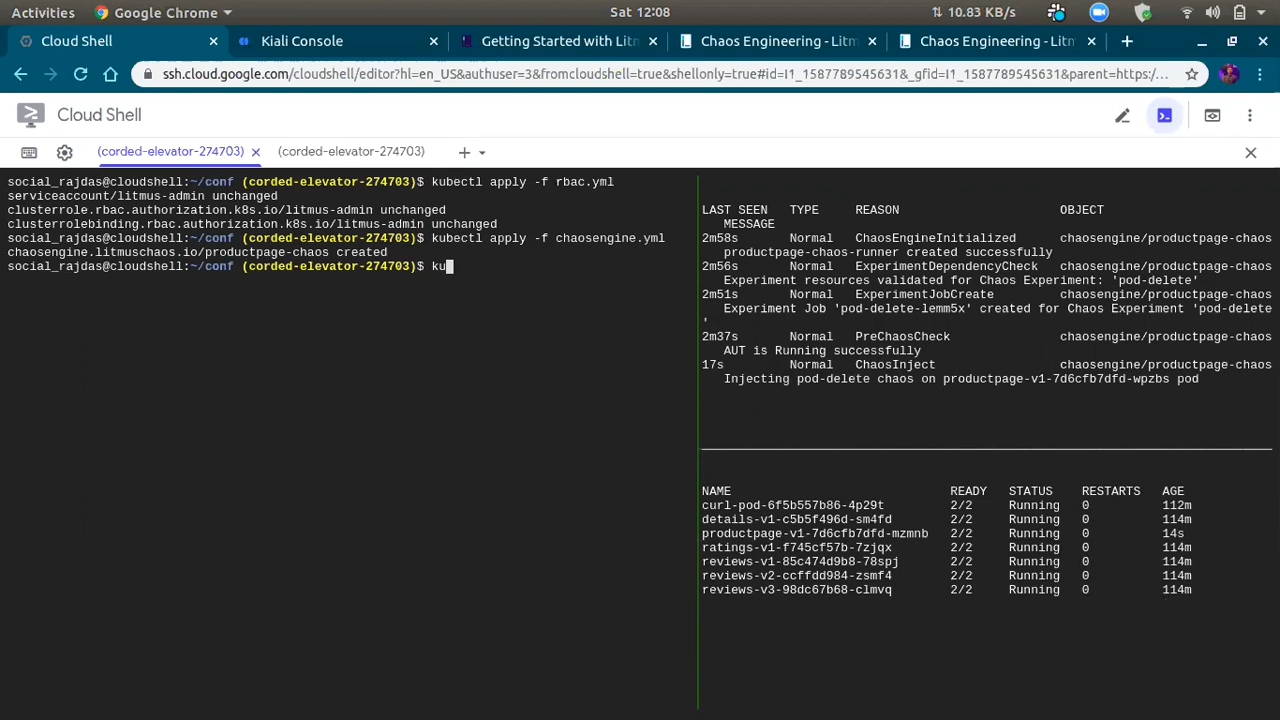 Activities Google Chrome Sat 12:08 10.83 KB/s
Cloud Shell Kiali Console Getting Started with Litm Chaos Engineering - Litm Chaos Engineering - Litm
ssh.cloud.google.com/cloudshell/editor?hl=en_US&authuser=3&fromcloudshell=true&shellonly=true#id=I1_1587789545631&_gfid=I1_1587789545631&parent=https:/...
Cloud Shell
(corded-elevator-274703) (corded-elevator-274703)
social_rajdas@cloudshell:~/conf (corded-elevator-274703)$ kubectl apply -f rbac.yml
serviceaccount/litmus-admin unchanged
clusterrole.rbac.authorization.k8s.io/litmus-admin unchanged
clusterrolebinding.rbac.authorization.k8s.io/litmus-admin unchanged
social_rajdas@cloudshell:~/conf (corded-elevator-274703)$ kubectl apply -f chaosengine.yml
chaosengine.litmuschaos.io/productpage-chaos created
social_rajdas@cloudshell:~/conf (corded-elevator-274703)$ ku
LAST SEEN TYPE REASON OBJECT
MESSAGE
2m58s Normal ChaosEngineInitialized chaosengine/productpage-chaos
productpage-chaos-runner created successfully
2m56s Normal ExperimentDependencyCheck chaosengine/productpage-chaos
Experiment resources validated for Chaos Experiment: 'pod-delete'
2m51s Normal ExperimentJobCreate chaosengine/productpage-chaos
Experiment Job 'pod-delete-lemm5x' created for Chaos Experiment 'pod-delete
'
2m37s Normal PreChaosCheck chaosengine/productpage-chaos
AUT is Running successfully
17s Normal ChaosInject chaosengine/productpage-chaos
Injecting pod-delete chaos on productpage-v1-7d6cfb7dfd-wpzbs pod
NAME READY STATUS RESTARTS AGE
curl-pod-6f5b557b86-4p29t 2/2 Running 0 112m
details-v1-c5b5f496d-sm4fd 2/2 Running 0 114m
productpage-v1-7d6cfb7dfd-mzmnb 2/2 Running 0 14s
ratings-v1-f745cf57b-7zjqx 2/2 Running 0 114m
reviews-v1-85c474d9b8-78spj 2/2 Running 0 114m
reviews-v2-ccffdd984-zsmf4 2/2 Running 0 114m
reviews-v3-98dc67b68-clmvq 2/2 Running 0 114m